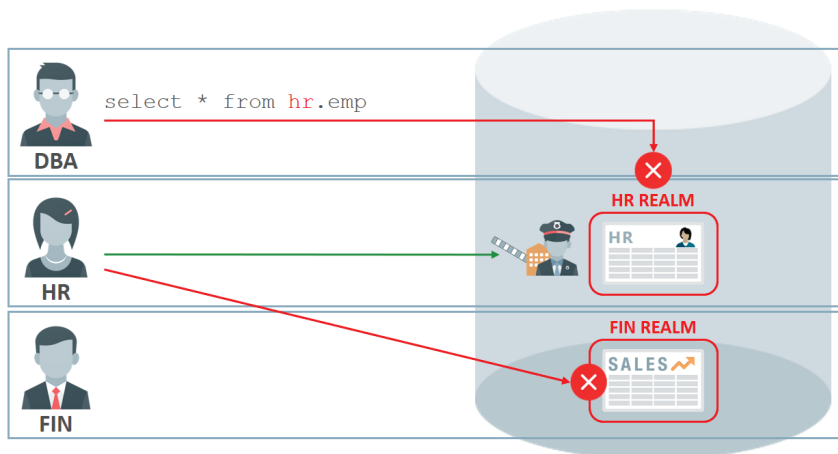 select * from hr.emp
DBA
HR REALM
HR
HR
FIN REALM
SALES
FIN